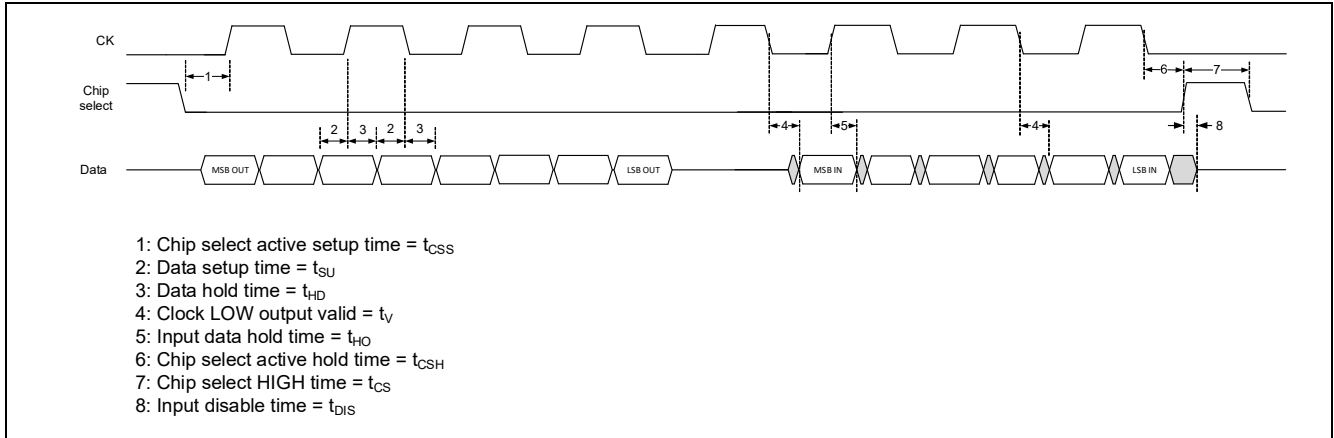 CK
1
6 7
Chip
select
2 3 2 3 4 5 4 8
Data MSB OUT LSB OUT MSB IN LSB IN
1: Chip select active setup time = tCSS
2: Data setup time = tSU
3: Data hold time = tHD
4: Clock LOW output valid = tV
5: Input data hold time = tHO
6: Chip select active hold time = tCSH
7: Chip select HIGH time = tCS
8: Input disable time = tDIS